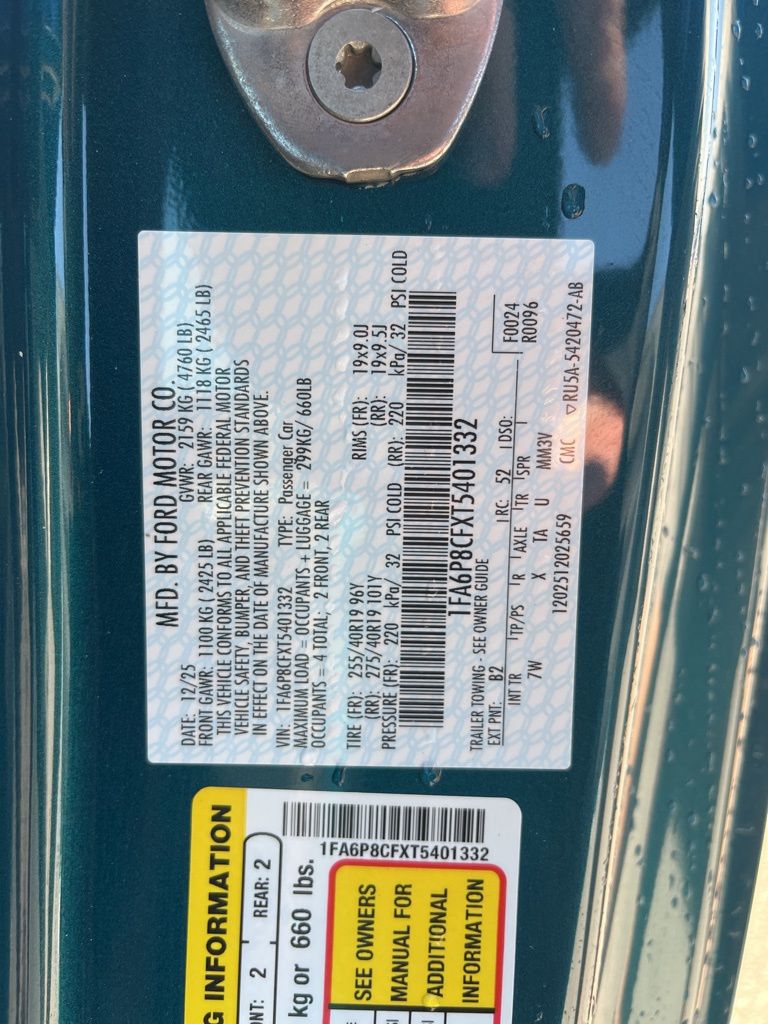 MFD. BY FORD MOTOR CO.
DATE: 12/25 GVWR: 2159 KG ( 4760 LB)
FRONT GAWR: 1100 KG ( 2425 LB) REAR GAWR: 1118 KG ( 2465 LB)
THIS VEHICLE CONFORMS TO ALL APPLICABLE FEDERAL MOTOR
VEHICLE SAFETY, BUMPER, AND THEFT PREVENTION STANDARDS
IN EFFECT ON THE DATE OF MANUFACTURE SHOWN ABOVE.
VIN: 1FA6P8CFXT5401332 TYPE: Passenger Car
MAXIMUM LOAD = OCCUPANTS + LUGGAGE = 299KG/ 660LB
OCCUPANTS = 4 TOTAL: 2 FRONT, 2 REAR
TIRE (FR): 255/40R19 96Y RIMS (FR): 19x9.0J
(RR): 275/40R19 101Y (RR): 19x9.5J
PRESSURE (FR): 220 kPa/ 32 PSI COLD (RR): 220 kPa/ 32 PSI COLD
1FA6P8CFXT5401332
TRAILER TOWING - SEE OWNER GUIDE
F0024
R0096
EXT PNT: B2 RC: 52 DSO:
INT TR TP/PS R AXLE TR SPR
7W X TA U MM3V
1202512025659 CMC ▽RU5A-5420472-AB
G INFORMATION
ONT: 2 REAR: 2
kg or 660 lbs.
1FA6P8CFXT5401332
SEE OWNERS
MANUAL FOR
ADDITIONAL
INFORMATION